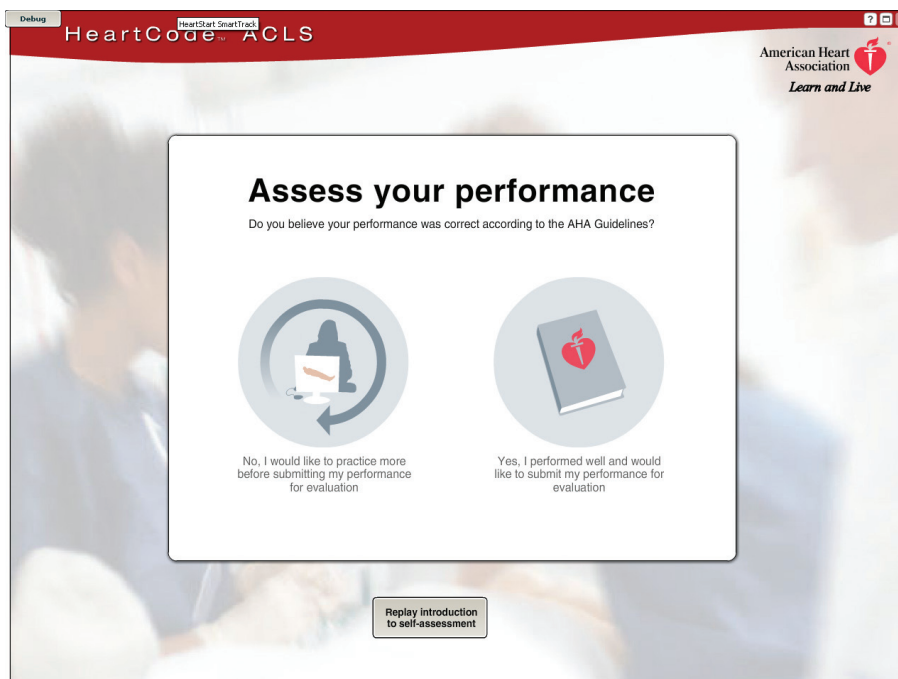 Debug
HeartStart SmartTrack
HeartCode™ ACLS
?
American Heart
Association®
Learn and Live
Assess your performance
Do you believe your performance was correct according to the AHA Guidelines?
No, I would like to practice more
before submitting my performance
for evaluation
Yes, I performed well and would
like to submit my performance for
evaluation
Replay introduction
to self-assessment